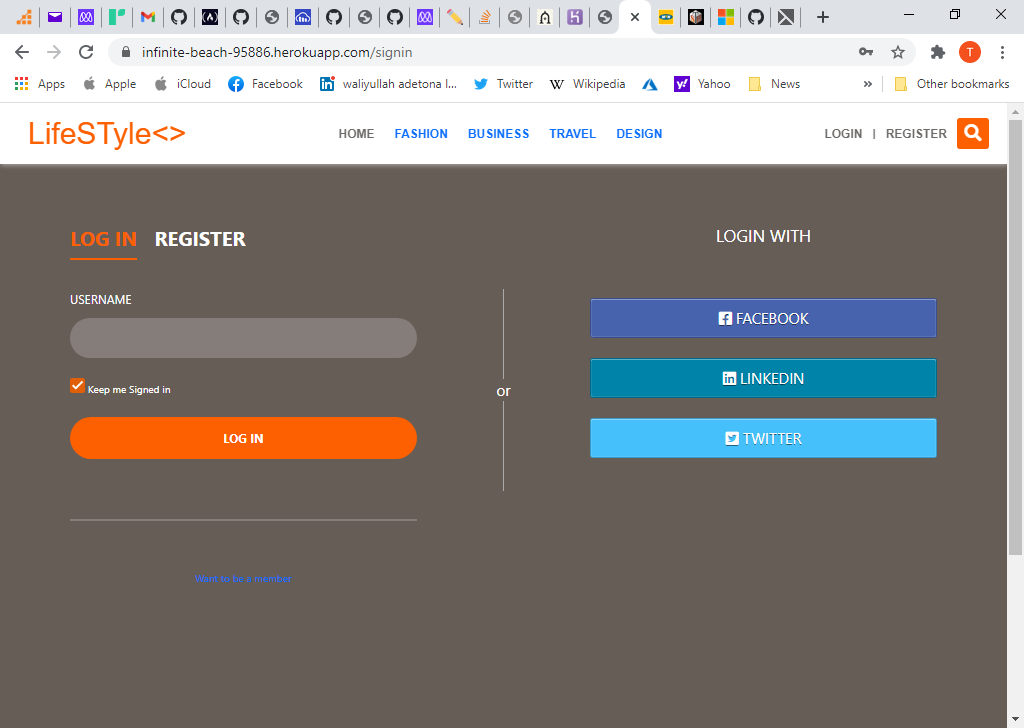 infinite-beach-95886.herokuapp.com/signin
T
Apps Apple iCloud Facebook waliyullah adetona l... Twitter Wikipedia Yahoo News » Other bookmarks
LifeSTyle<> HOME FASHION BUSINESS TRAVEL DESIGN LOGIN | REGISTER
LOG IN REGISTER
LOGIN WITH
USERNAME
Keep me Signed in
LOG IN
or
FACEBOOK
LINKEDIN
TWITTER
Want to be a member